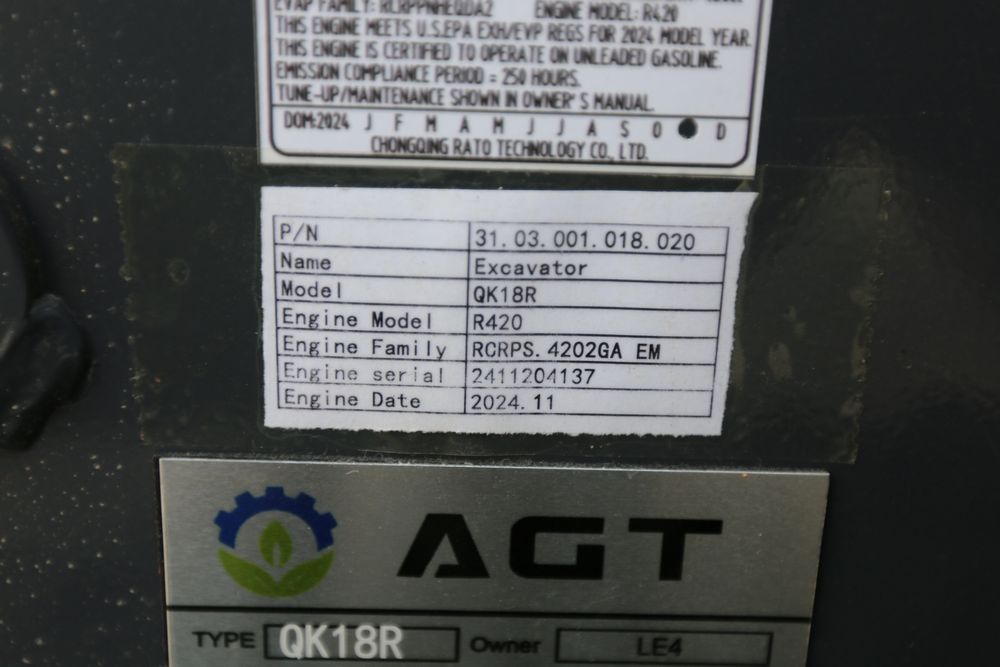 EVAP FAMILY: RCRPPNHEQDA2 ENGINE MODEL: R420
THIS ENGINE MEETS U.S.EPA EXH/EVP REGS FOR 2024 MODEL YEAR.
THIS ENGINE IS CERTIFIED TO OPERATE ON UNLEADED GASOLINE.
EMISSION COMPLIANCE PERIOD = 250 HOURS.
TUNE-UP/MAINTENANCE SHOWN IN OWNER'S MANUAL.
DOM:2024 J F M A M J J A S O D
CHONGQING RATO TECHNOLOGY CO., LTD.
P/N 31.03.001.018.020
Name Excavator
Model QK18R
Engine Model R420
Engine Family RCRPS.4202GA EM
Engine serial 2411204137
Engine Date 2024.11
AGT
TYPE QK18R Owner LE4